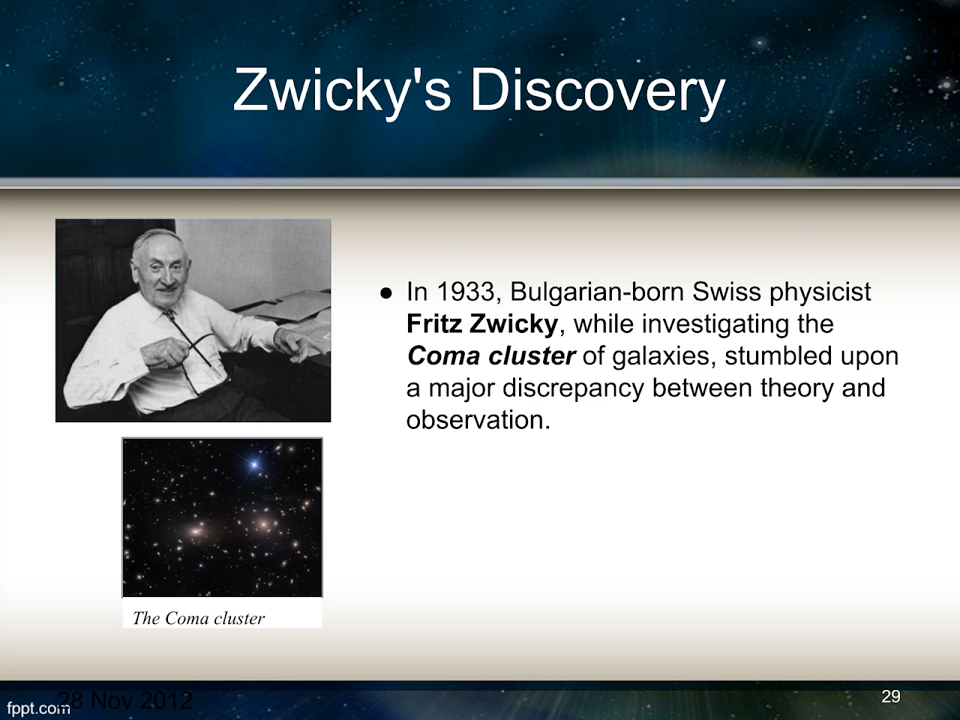 Zwicky's Discovery
● In 1933, Bulgarian-born Swiss physicist
Fritz Zwicky, while investigating the
Coma cluster of galaxies, stumbled upon
a major discrepancy between theory and
observation.
The Coma cluster
28 Nov 2012
fppt.com
29